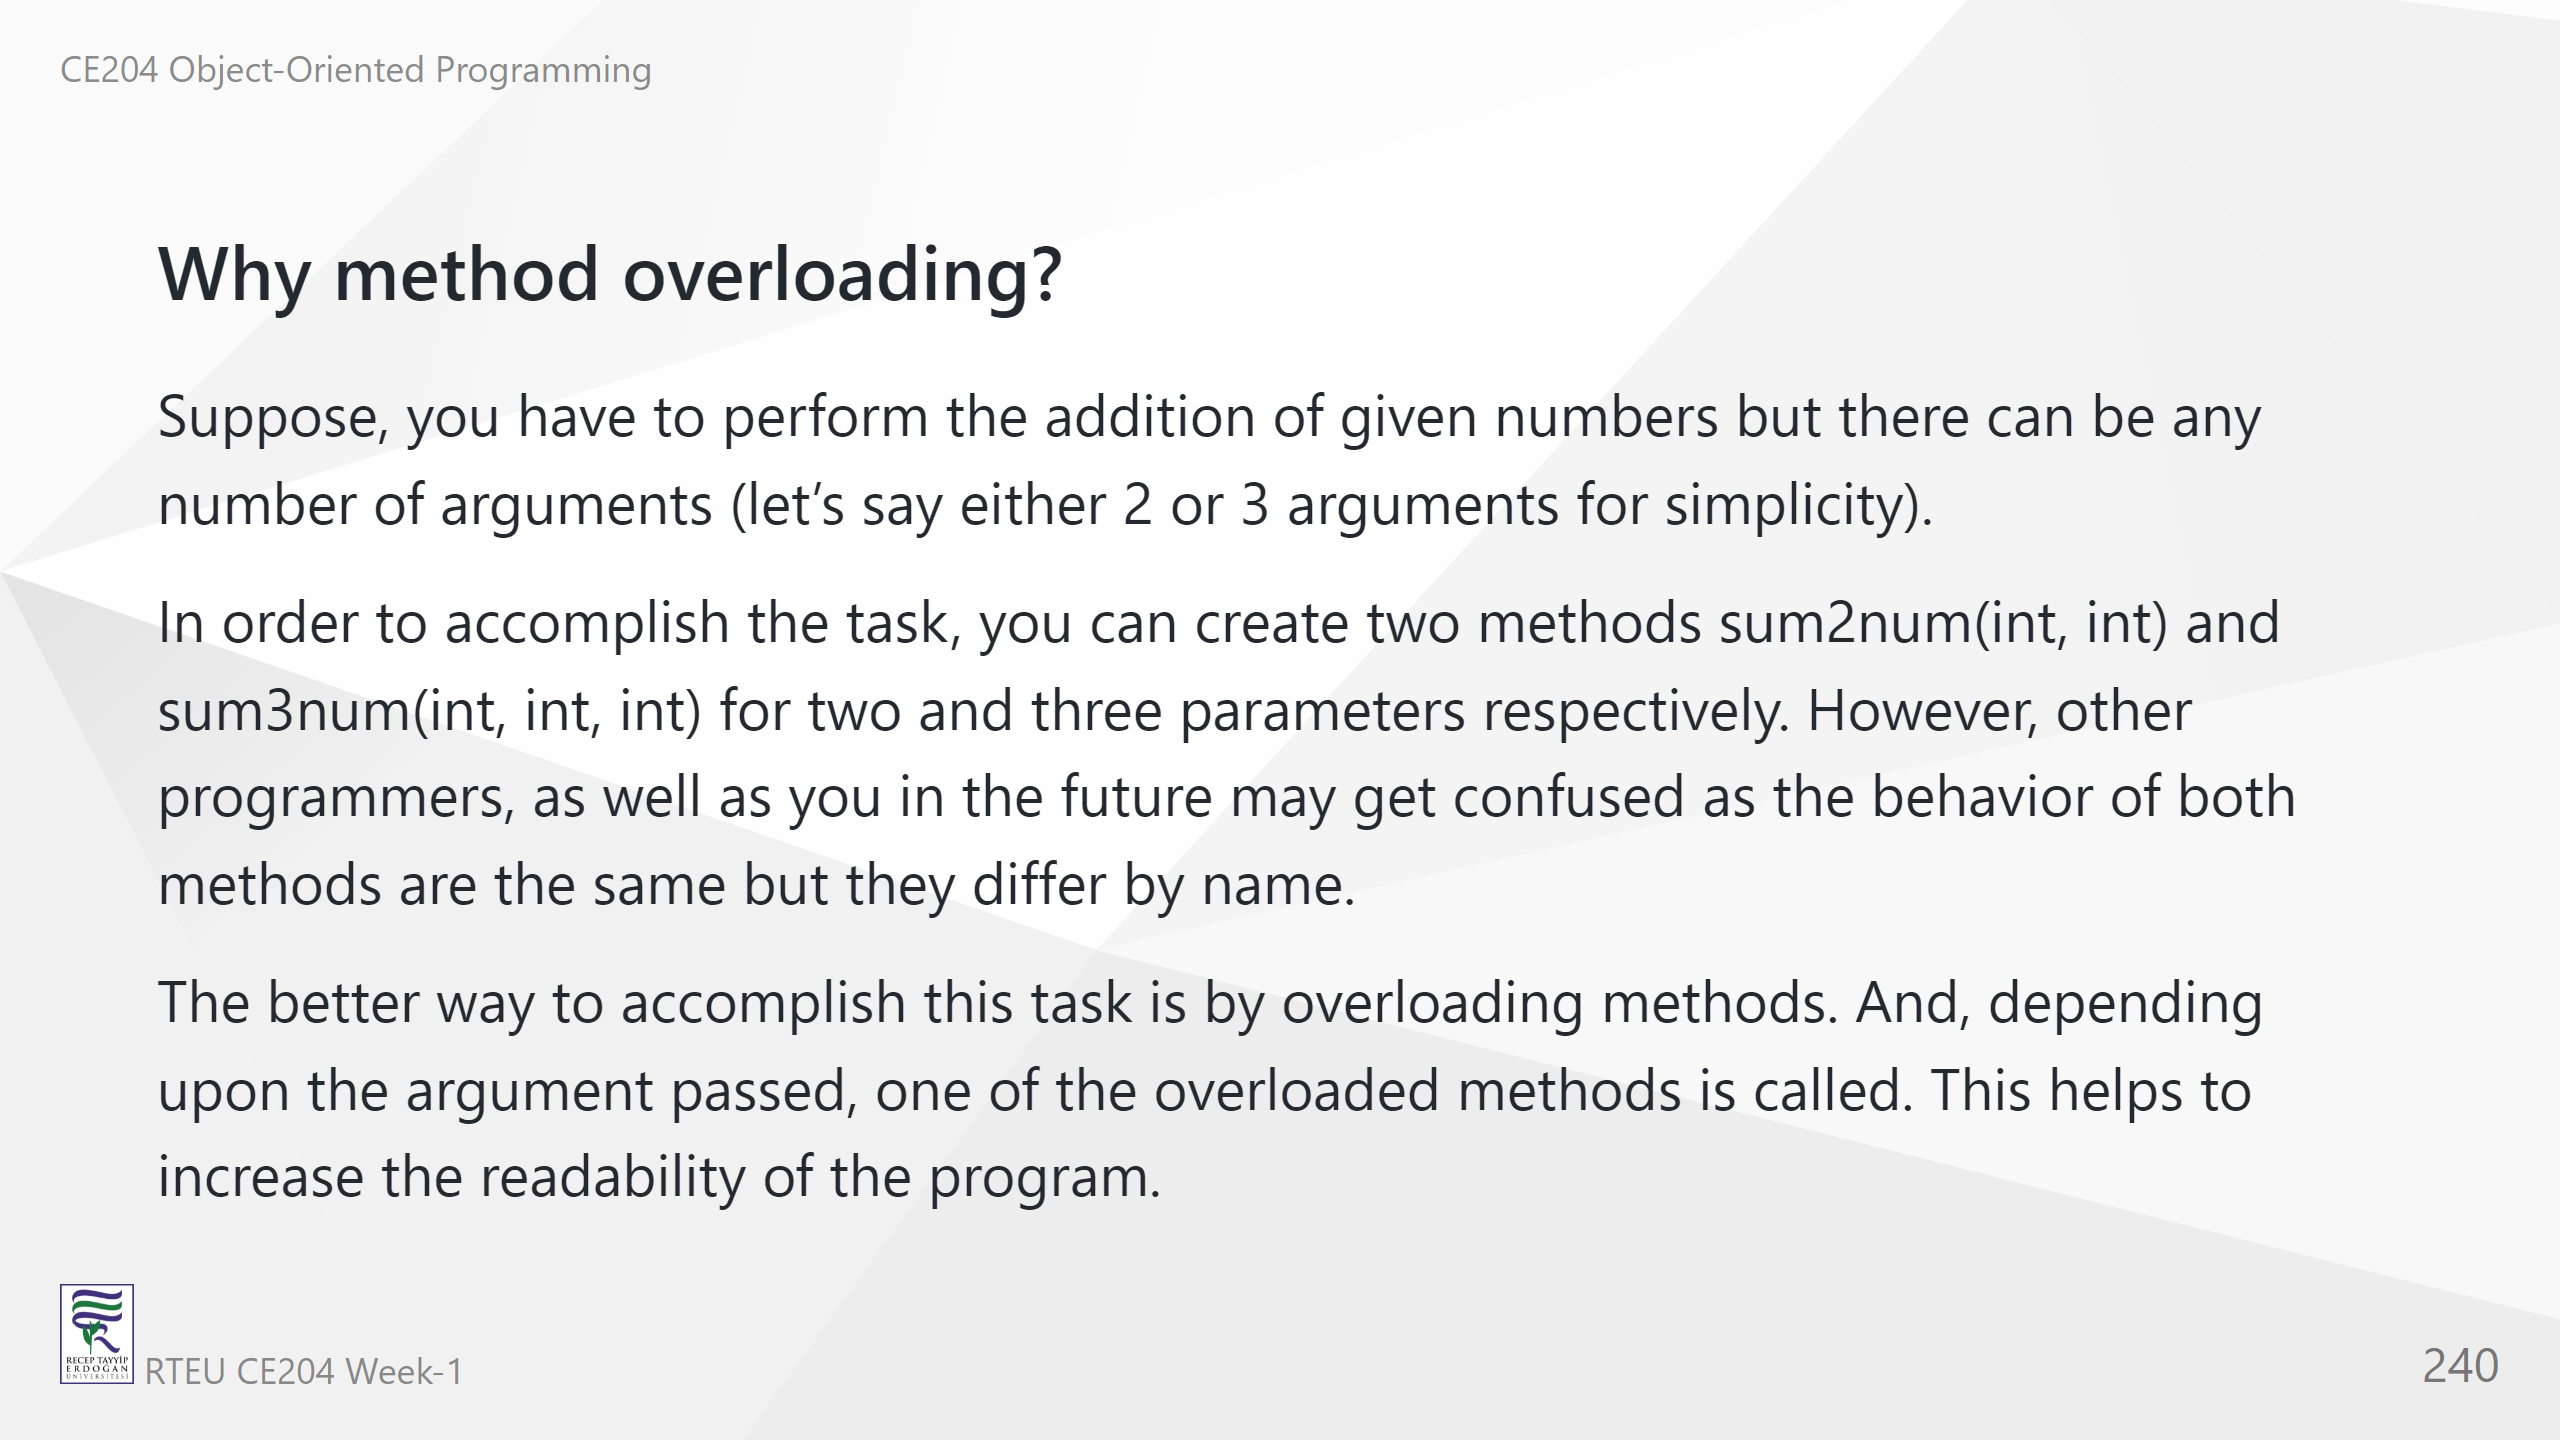 CE204 Object-Oriented Programming
Why method overloading?
Suppose, you have to perform the addition of given numbers but there can be any
number of arguments (let’s say either 2 or 3 arguments for simplicity).
In order to accomplish the task, you can create two methods sum2num(int, int) and
sum3num(int, int, int) for two and three parameters respectively. However, other
programmers, as well as you in the future may get confused as the behavior of both
methods are the same but they differ by name.
The better way to accomplish this task is by overloading methods. And, depending
upon the argument passed, one of the overloaded methods is called. This helps to
increase the readability of the program.
RECEP TAYYİP
ERDOĞAN
ÜNİVERSİTESİ
RTEU CE204 Week-1
240